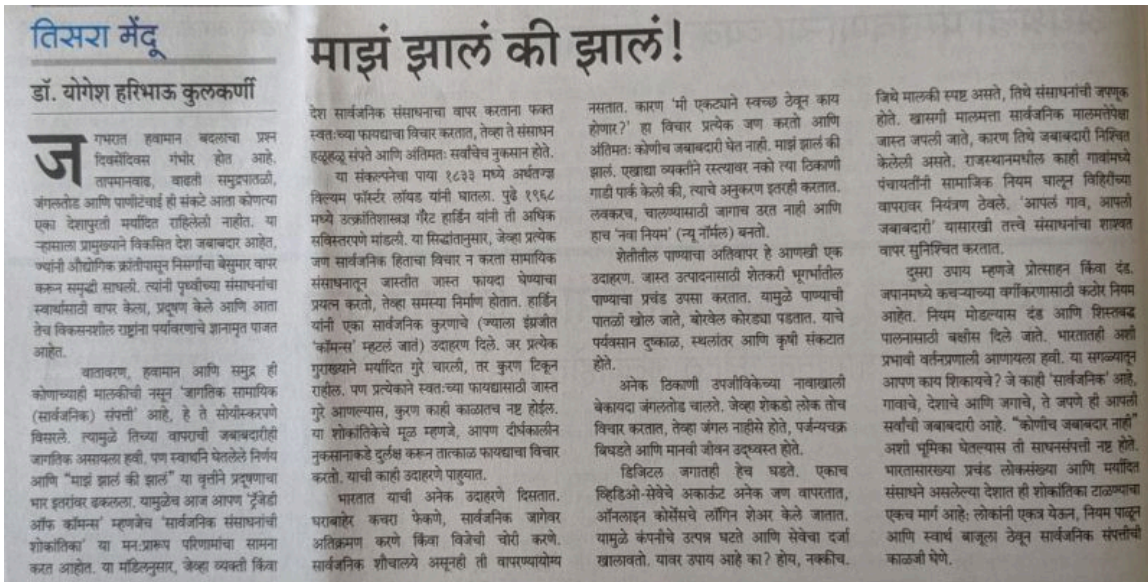 तिसरा मेंदू
डॉ. योगेश हरिभाऊ कुलकर्णी
माझं झालं की झालं!
जगभरात हवामान बदलाचा प्रश्न
दिवसेंदिवस गंभीर होत आहे.
तापमानवाढ, वाढती समुद्रपातळी,
जंगलतोड आणि पाणीटंचाई ही संकटे आता कोणत्या
एका देशापुरती मर्यादित राहिलेली नाहीत. या
ऱ्हासाला प्रामुख्याने विकसित देश जबाबदार आहेत,
ज्यांनी औद्योगिक क्रांतीपासून निसर्गाचा बेसुमार वापर
करून समृद्धी साधली. त्यांनी पृथ्वीच्या संसाधनांचा
स्वार्थासाठी वापर केला, प्रदूषण केले आणि आता
तेच विकसनशील राष्ट्रांना पर्यावरणाचे ज्ञानामृत पाजत
आहेत.
वातावरण, हवामान आणि समुद्र ही
कोणाच्याही मालकीची नसून 'जागतिक सामायिक
(सार्वजनिक) संपत्ती' आहे, हे ते सोयीस्करपणे
विसरले. त्यामुळे तिच्या वापराची जबाबदारीही
जागतिक असायला हवी. पण स्वार्थाने घेतलेले निर्णय
आणि "माझं झालं की झालं" या वृत्तीने प्रदूषणाचा
भार इतरांवर ढकलला. यामुळेच आज आपण 'ट्रॅजेडी
ऑफ कॉमन्स' म्हणजेच 'सार्वजनिक संसाधनांची
शोकांतिका' या मन:प्रारूप परिणामांचा सामना
करत आहोत. या मॉडेलनुसार, जेव्हा व्यक्ती किंवा
देश सार्वजनिक संसाधनाचा वापर करताना फक्त
स्वतःच्या फायद्याचा विचार करतात, तेव्हा ते संसाधन
हळूहळू संपते आणि अंतिमतः सर्वांचेच नुकसान होते.
या संकल्पनेचा पाया १८३३ मध्ये अर्थतज्ज्ञ
विल्यम फॉर्स्टर लॉयड यांनी घातला. पुढे १९६८
मध्ये उत्क्रांतिशास्त्रज्ञ गॅरेट हार्डिन यांनी ती अधिक
सविस्तरपणे मांडली. या सिद्धांतानुसार, जेव्हा प्रत्येक
जण सार्वजनिक हिताचा विचार न करता सामायिक
संसाधनातून जास्तीत जास्त फायदा घेण्याचा
प्रयत्न करतो, तेव्हा समस्या निर्माण होतात. हार्डिन
यांनी एका सार्वजनिक कुरणाचे (ज्याला इंग्रजीत
'कॉमन्स' म्हटलं जातं) उदाहरण दिले. जर प्रत्येक
गुराख्याने मर्यादित गुरे चारली, तर कुरण टिकून
राहील. पण प्रत्येकाने स्वतःच्या फायद्यासाठी जास्त
गुरे आणल्यास, कुरण काही काळातच नष्ट होईल.
या शोकांतिकेचे मूळ म्हणजे, आपण दीर्घकालीन
नुकसानाकडे दुर्लक्ष करून तात्काळ फायद्याचा विचार
करतो. याची काही उदाहरणे पाहुयात.
भारतात याची अनेक उदाहरणे दिसतात.
घराबाहेर कचरा फेकणे, सार्वजनिक जागेवर
अतिक्रमण करणे किंवा विजेची चोरी करणे.
सार्वजनिक शौचालये असूनही ती वापरण्यायोग्य
नसतात. कारण 'मी एकट्याने स्वच्छ ठेवून काय
होणार?' हा विचार प्रत्येक जण करतो आणि
अंतिमतः कोणीच जबाबदारी घेत नाही. माझं झालं की
झालं. एखाद्या व्यक्तीने रस्त्यावर नको त्या ठिकाणी
गाडी पार्क केली की, त्याचे अनुकरण इतरही करतात.
लवकरच, चालण्यासाठी जागाच उरत नाही आणि
हाच 'नवा नियम' (न्यू नॉर्मल) बनतो.
शेतीतील पाण्याचा अतिवापर हे आणखी एक
उदाहरण. जास्त उत्पादनासाठी शेतकरी भूगर्भातील
पाण्याचा प्रचंड उपसा करतात. यामुळे पाण्याची
पातळी खोल जाते, बोरवेल कोरड्या पडतात. याचे
पर्यवसान दुष्काळ, स्थलांतर आणि कृषी संकटात
होते.
अनेक ठिकाणी उपजीविकेच्या नावाखाली
बेकायदा जंगलतोड चालते. जेव्हा शेकडो लोक तोच
विचार करतात, तेव्हा जंगल नाहीसे होते, पर्जन्यचक्र
बिघडते आणि मानवी जीवन उद्ध्वस्त होते.
डिजिटल जगातही हेच घडते. एकाच
व्हिडिओ-सेवेचे अकाऊंट अनेक जण वापरतात,
ऑनलाइन कोर्सेसचे लॉगिन शेअर केले जातात.
यामुळे कंपनीचे उत्पन्न घटते आणि सेवेचा दर्जा
खालावतो. यावर उपाय आहे का? होय, नक्कीच.
जिथे मालकी स्पष्ट असते, तिथे संसाधनांची जपणूक
होते. खासगी मालमत्ता सार्वजनिक मालमत्तेपेक्षा
जास्त जपली जाते, कारण तिथे जबाबदारी निश्चित
केलेली असते. राजस्थानमधील काही गावांमध्ये
पंचायतींनी सामाजिक नियम घालून विहिरींच्या
वापरावर नियंत्रण ठेवले. 'आपलं गाव, आपली
जबाबदारी' यासारखी तत्त्वे संसाधनांचा शाश्वत
वापर सुनिश्चित करतात.
दुसरा उपाय म्हणजे प्रोत्साहन किंवा दंड.
जपानमध्ये कचऱ्याच्या वर्गीकरणासाठी कठोर नियम
आहेत. नियम मोडल्यास दंड आणि शिस्तबद्ध
पालनासाठी बक्षीस दिले जाते. भारतातही अशी
प्रभावी वर्तनप्रणाली आणायला हवी. या सगळ्यातून
आपण काय शिकायचे? जे काही 'सार्वजनिक' आहे,
गावाचे, देशाचे आणि जगाचे, ते जपणे ही आपली
सर्वांची जबाबदारी आहे. "कोणीच जबाबदार नाही"
अशी भूमिका घेतल्यास ती साधनसंपत्ती नष्ट होते.
भारतासारख्या प्रचंड लोकसंख्या आणि मर्यादित
संसाधने असलेल्या देशात ही शोकांतिका टाळण्याचा
एकच मार्ग आहे: लोकांनी एकत्र येऊन, नियम पाळून
आणि स्वार्थ बाजूला ठेवून सार्वजनिक संपत्तीची
काळजी घेणे.